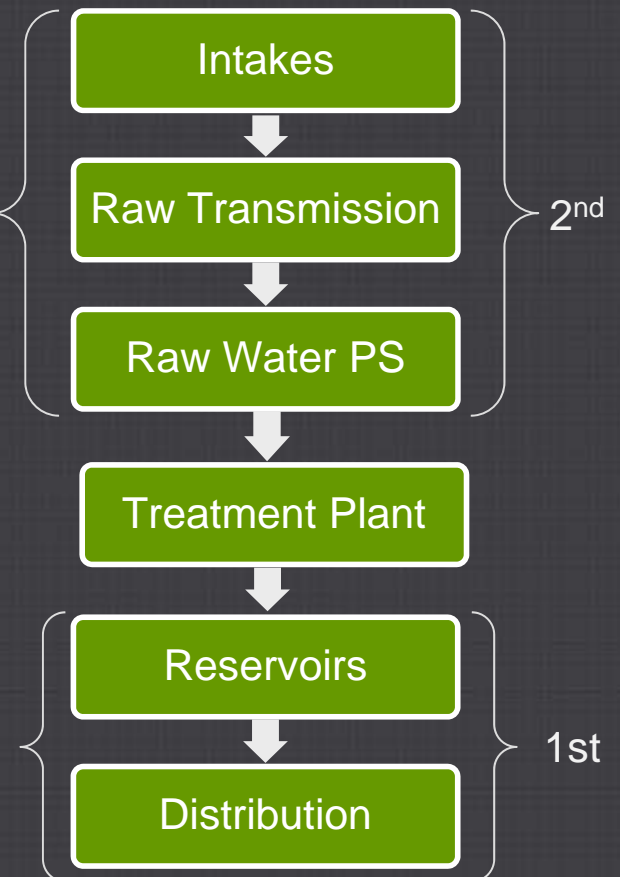 Intakes
Raw Transmission
2nd
Raw Water PS
Treatment Plant
Reservoirs
1st
Distribution